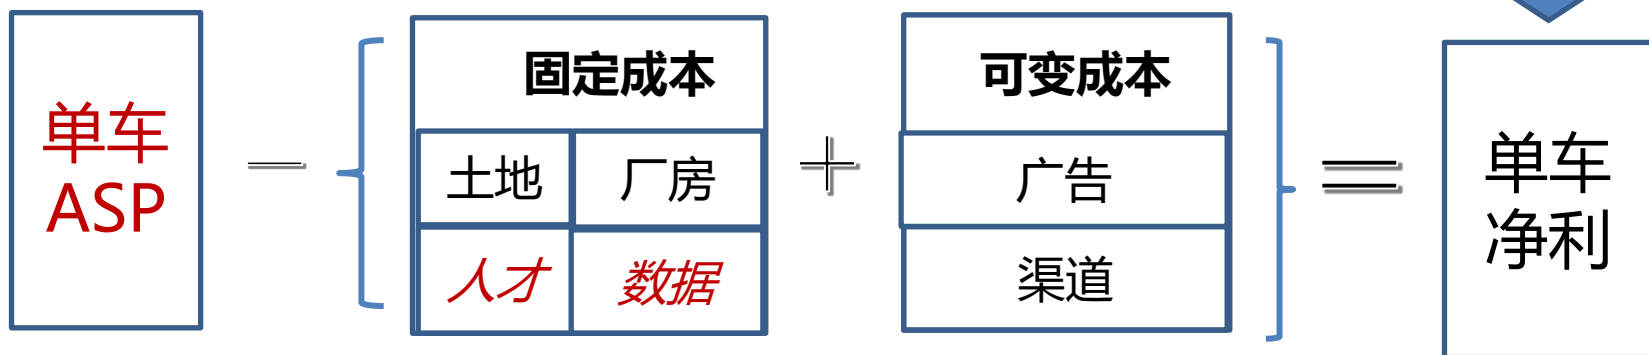 单车
ASP
—
固定成本
土地 厂房
人才 数据
+
可变成本
广告
渠道
=
单车
净利